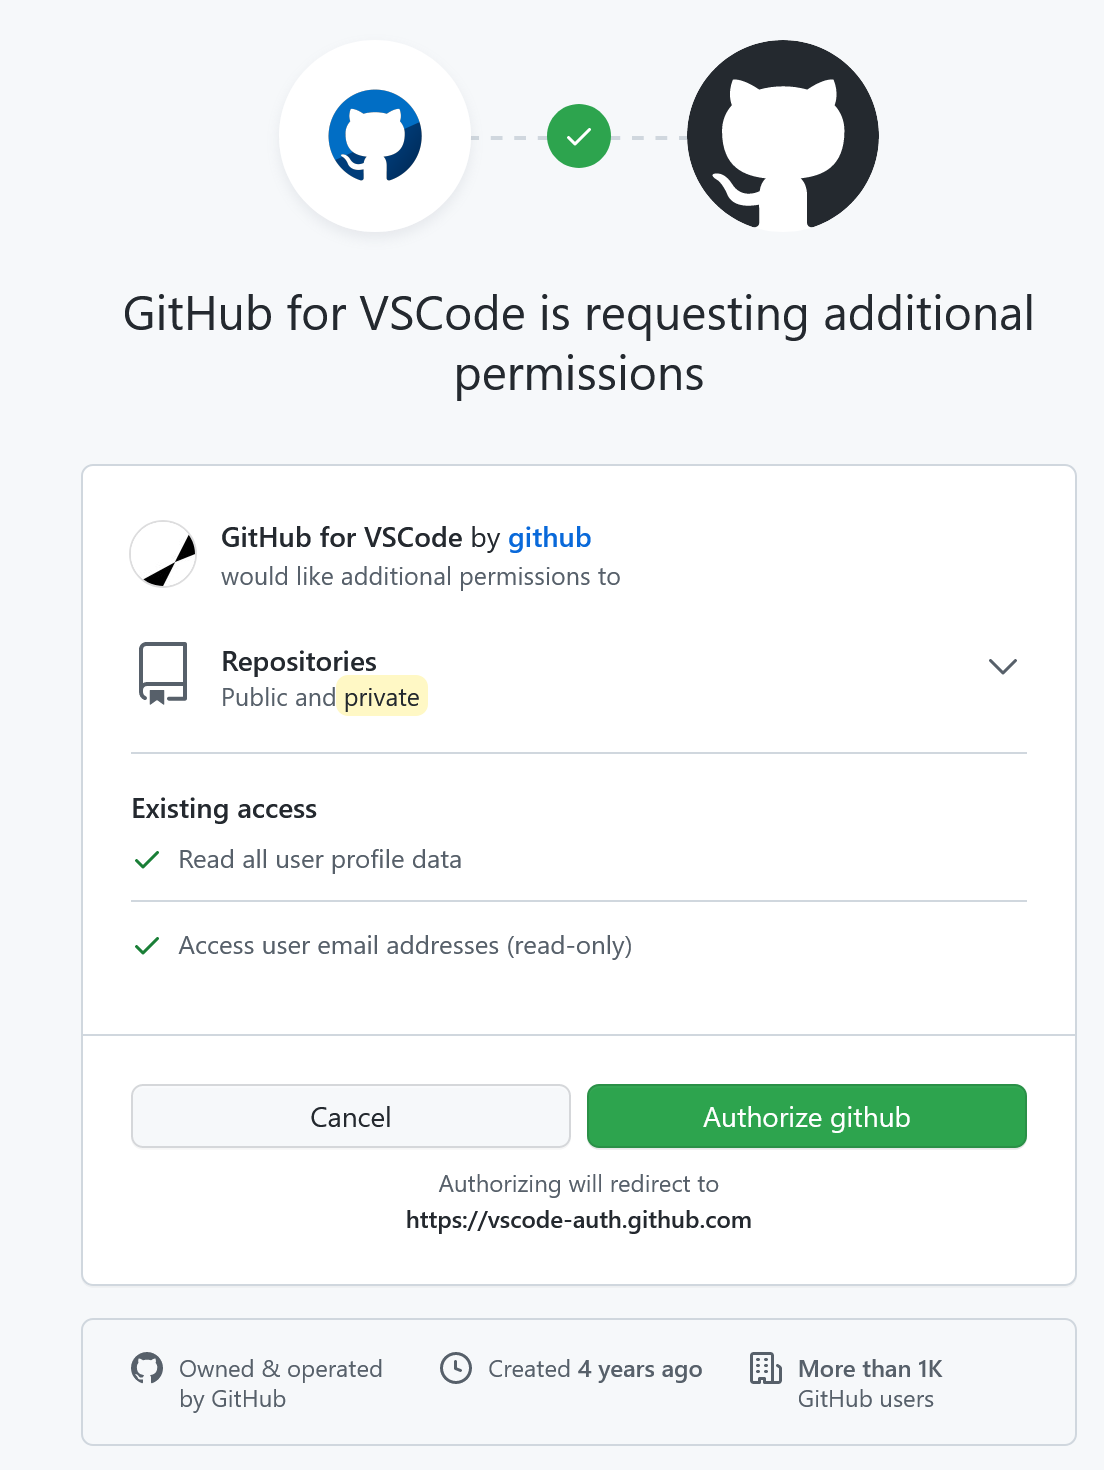 GitHub for VSCode is requesting additional
permissions
GitHub for VSCode by github
would like additional permissions to
Repositories
Public and private
Existing access
Read all user profile data
Access user email addresses (read-only)
Cancel
Authorize github
Authorizing will redirect to
https://vscode-auth.github.com
Owned & operated
by GitHub
Created 4 years ago
More than 1K
GitHub users